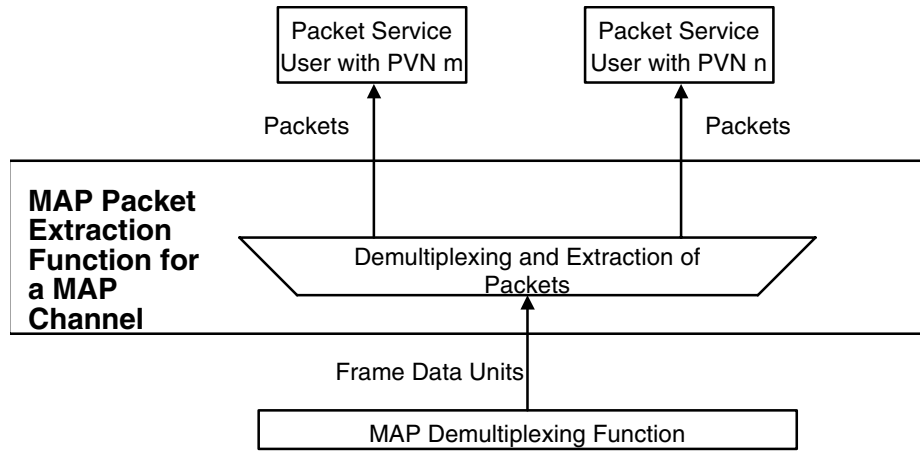 Packet Service
User with PVN m
Packet Service
User with PVN n
Packets
Packets
MAP Packet
Extraction
Function for
a MAP
Channel
Demultiplexing and Extraction of
Packets
Frame Data Units
MAP Demultiplexing Function